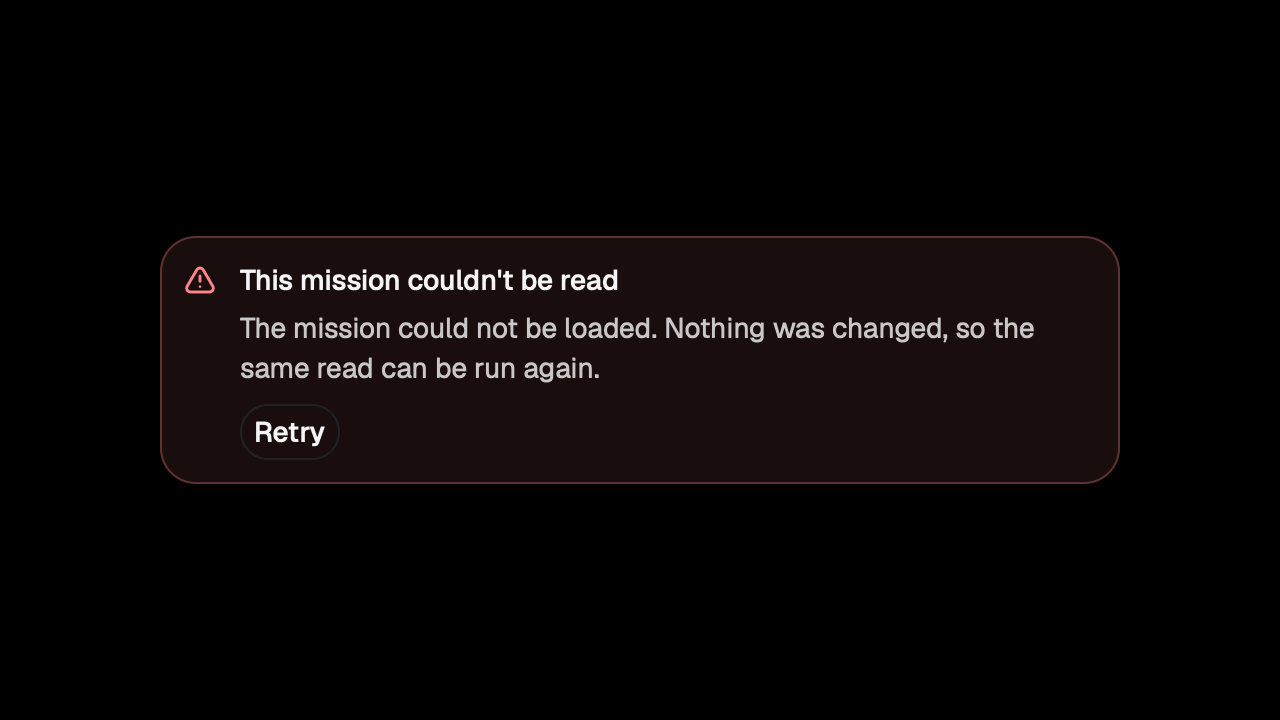 This mission couldn't be read
The mission could not be loaded. Nothing was changed, so the
same read can be run again.
Retry